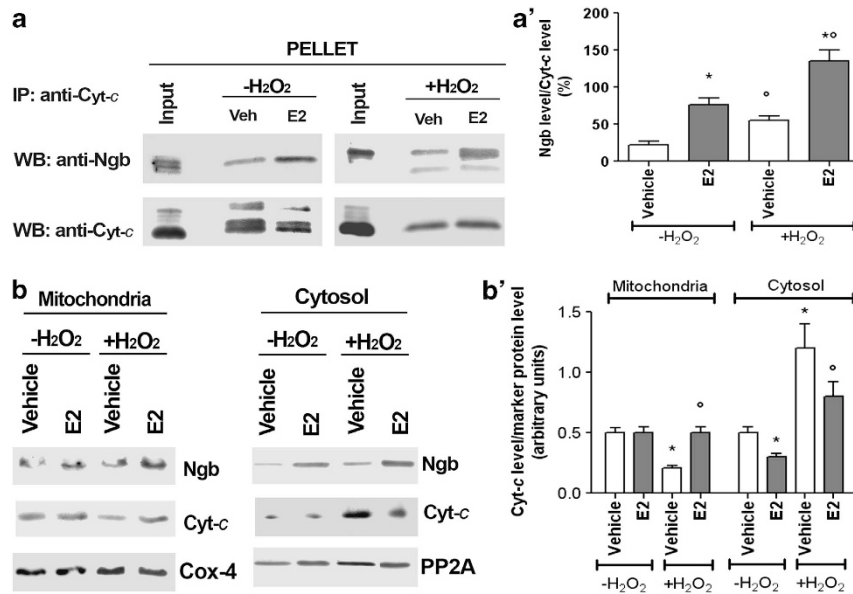 a
PELLET
IP: anti-Cyt-c
Input
-H₂O₂
Veh
E2
Input
+H₂O₂
Veh
E2
WB: anti-Ngb
WB: anti-Cyt-c
a’
Ngb level/Cyt-c level
(%)
200
150
100
50
0
*
°
*°
Vehicle
E2
Vehicle
E2
-H₂O₂
+H₂O₂
b
Mitochondria
-H₂O₂
+H₂O₂
Vehicle
E2
Vehicle
E2
Ngb
Cyt-c
Cox-4
Cytosol
-H₂O₂
+H₂O₂
Vehicle
E2
Vehicle
E2
Ngb
Cyt-c
PP2A
b’
Mitochondria
Cytosol
Cyt-c level/marker protein level
(arbitrary units)
1.5
1.0
0.5
0.0
*
°
*
*
°
Vehicle
E2
Vehicle
E2
Vehicle
E2
Vehicle
E2
-H₂O₂
+H₂O₂
-H₂O₂
+H₂O₂